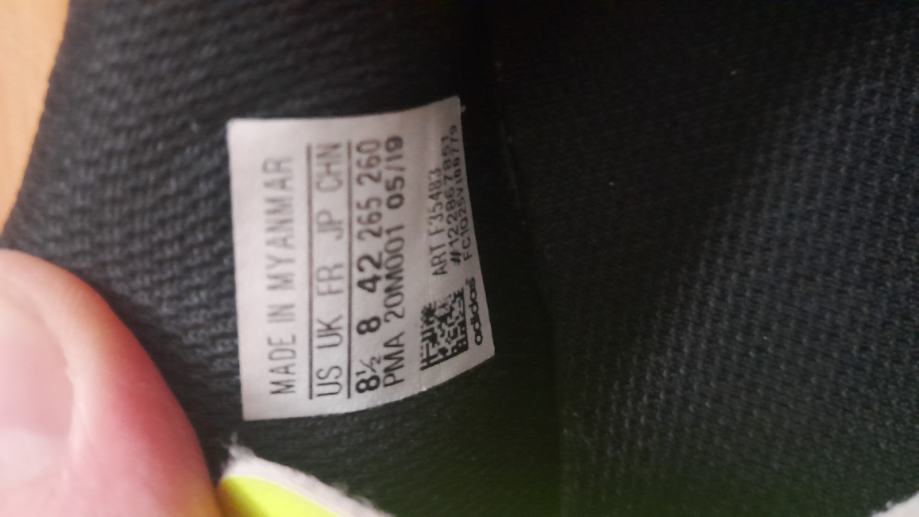 MADE IN MYANMAR
US UK FR JP CHN
8½ 8 42 265 260
PMA 20M001 05/19
ART F35483
adidas